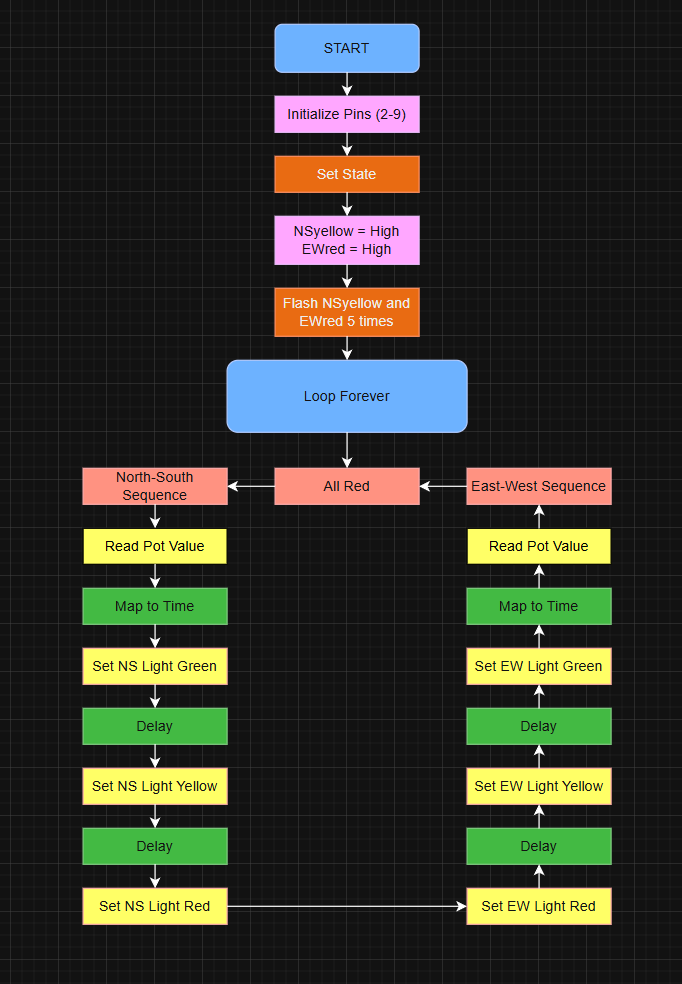 START
Initialize Pins (2-9)
Set State
NSyellow = High
EWred = High
Flash NSyellow and
EWred 5 times
Loop Forever
North-South
Sequence
All Red
East-West Sequence
Read Pot Value
Read Pot Value
Map to Time
Map to Time
Set NS Light Green
Set EW Light Green
Delay
Delay
Set NS Light Yellow
Set EW Light Yellow
Delay
Delay
Set NS Light Red
Set EW Light Red